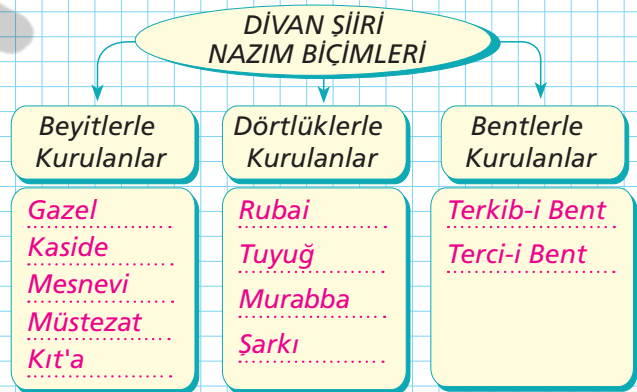 DİVAN ŞİİRİ
NAZIM BİÇİMLERİ
Beyitlerle
Kurulanlar
Gazel
Kaside
Mesnevi
Müstezat
Kıt'a
Dörtlüklerle
Kurulanlar
Rubai
Tuyuğ
Murabba
Şarkı
Bentlerle
Kurulanlar
Terkib-i Bent
Terci-i Bent